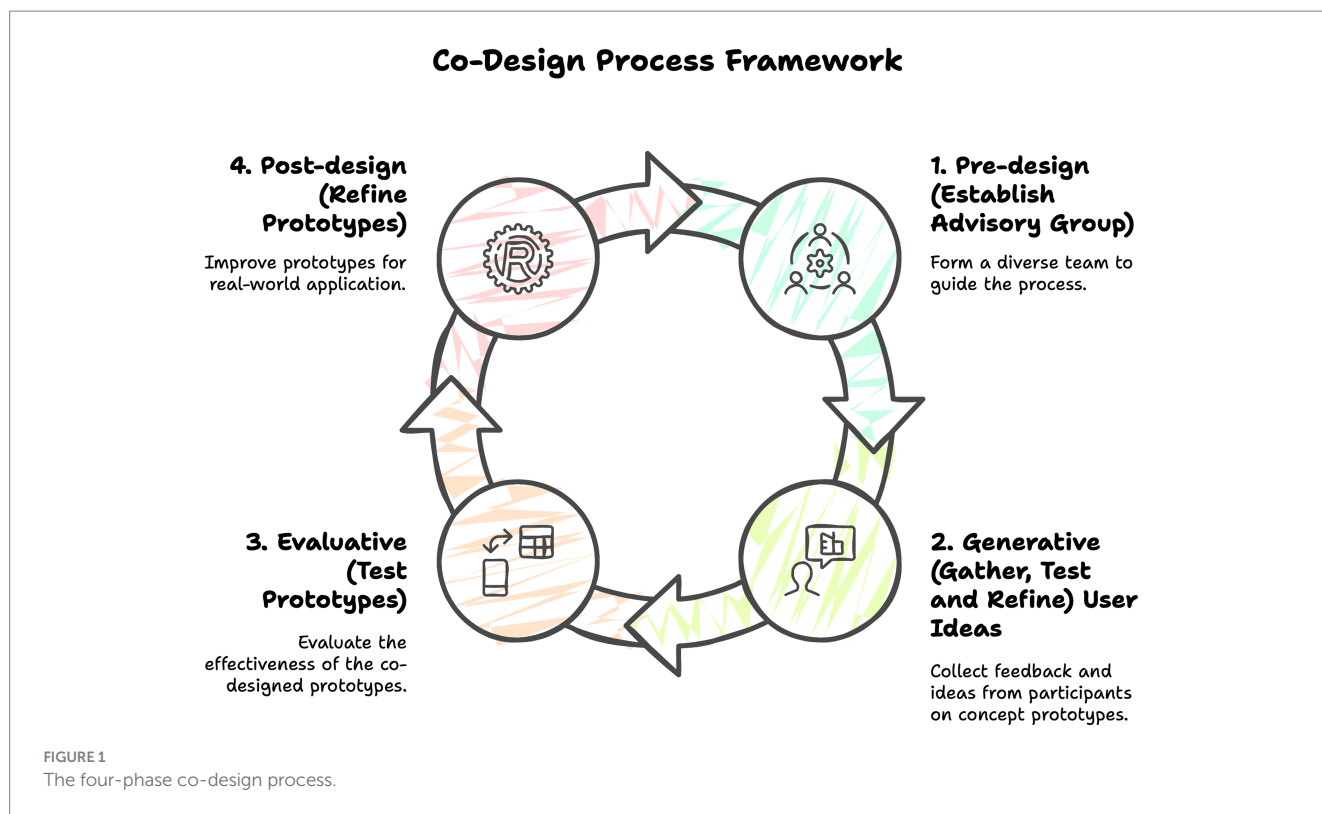 Co-Design Process Framework
4. Post-design
(Refine
Prototypes)
Improve prototypes for
real-world application.
1. Pre-design
(Establish
Advisory Group)
Form a diverse team to
guide the process.
R
3. Evaluative
(Test
Prototypes)
Evaluate the
effectiveness of the co-
designed prototypes.
2. Generative
(Gather, Test
and Refine) User
Ideas
Collect feedback and
ideas from participants
on concept prototypes.
FIGURE 1
The four-phase co-design process.